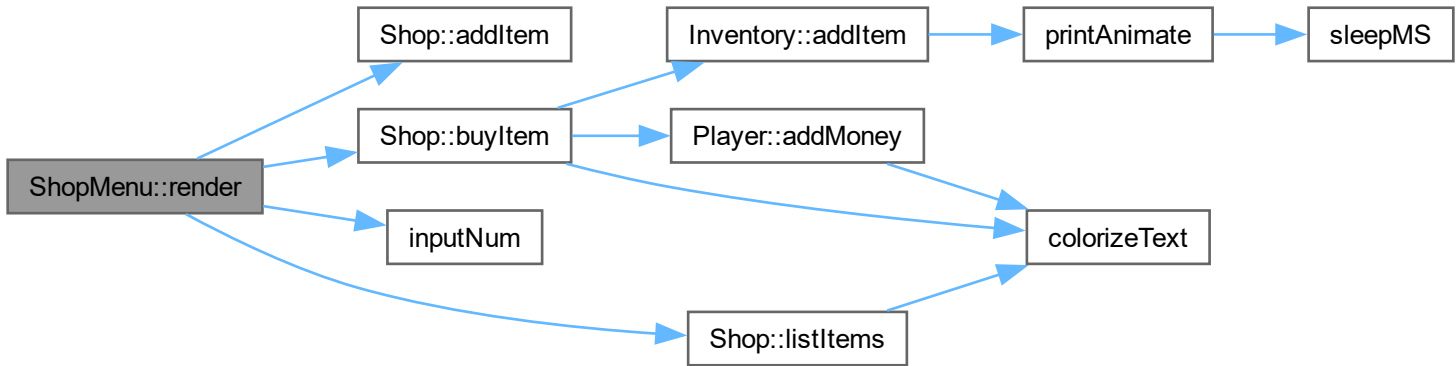 Shop::addItem
Inventory::addItem
printAnimate
sleepMS
Shop::buyItem
Player::addMoney
ShopMenu::render
inputNum
colorizeText
Shop::listItems